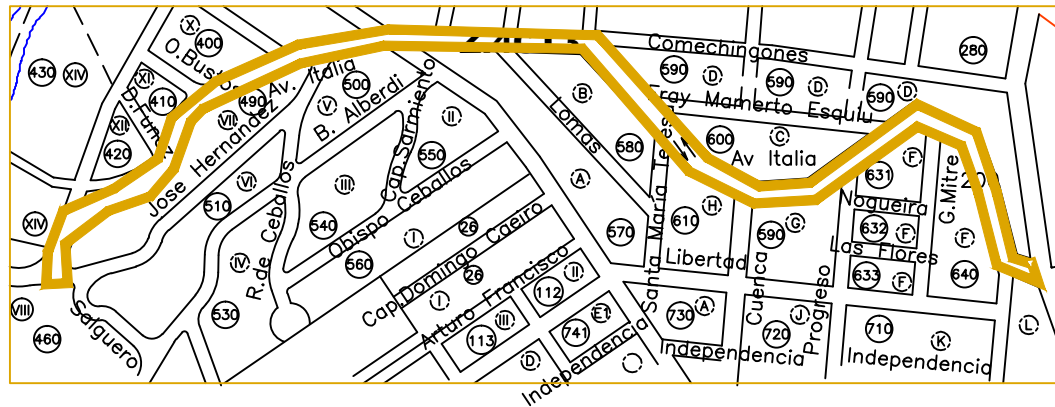 X
400
O.Busto
430
XIV
XI
410
XII
420
VII
490
Av. Italia
V
500
B. Alberdi
Jose Hernandez
Cap.Sarmiento
II
550
III
VI
510
540
R.de Ceballos
IV
530
Obispo Ceballos
560
I
26
Cap.Domingo Caeiro
26
I
Arturo Francisco
II
112
III
113
E1
741
D
Independencia
XIV
VIII
460
Salguero
B
Lomas
580
A
570
Comechingones
590
D
590
D
590
D
280
Fray Mamerto Esquiu
600
C
Av Italia
Santa Maria Teres
610
H
Libertad
590
G
Cuenca
Progreso
631
F
Nogueira
632
F
Las Flores
633
F
G.Mitre
F
640
730
A
720
J
Independencia
710
K
Independencia
L